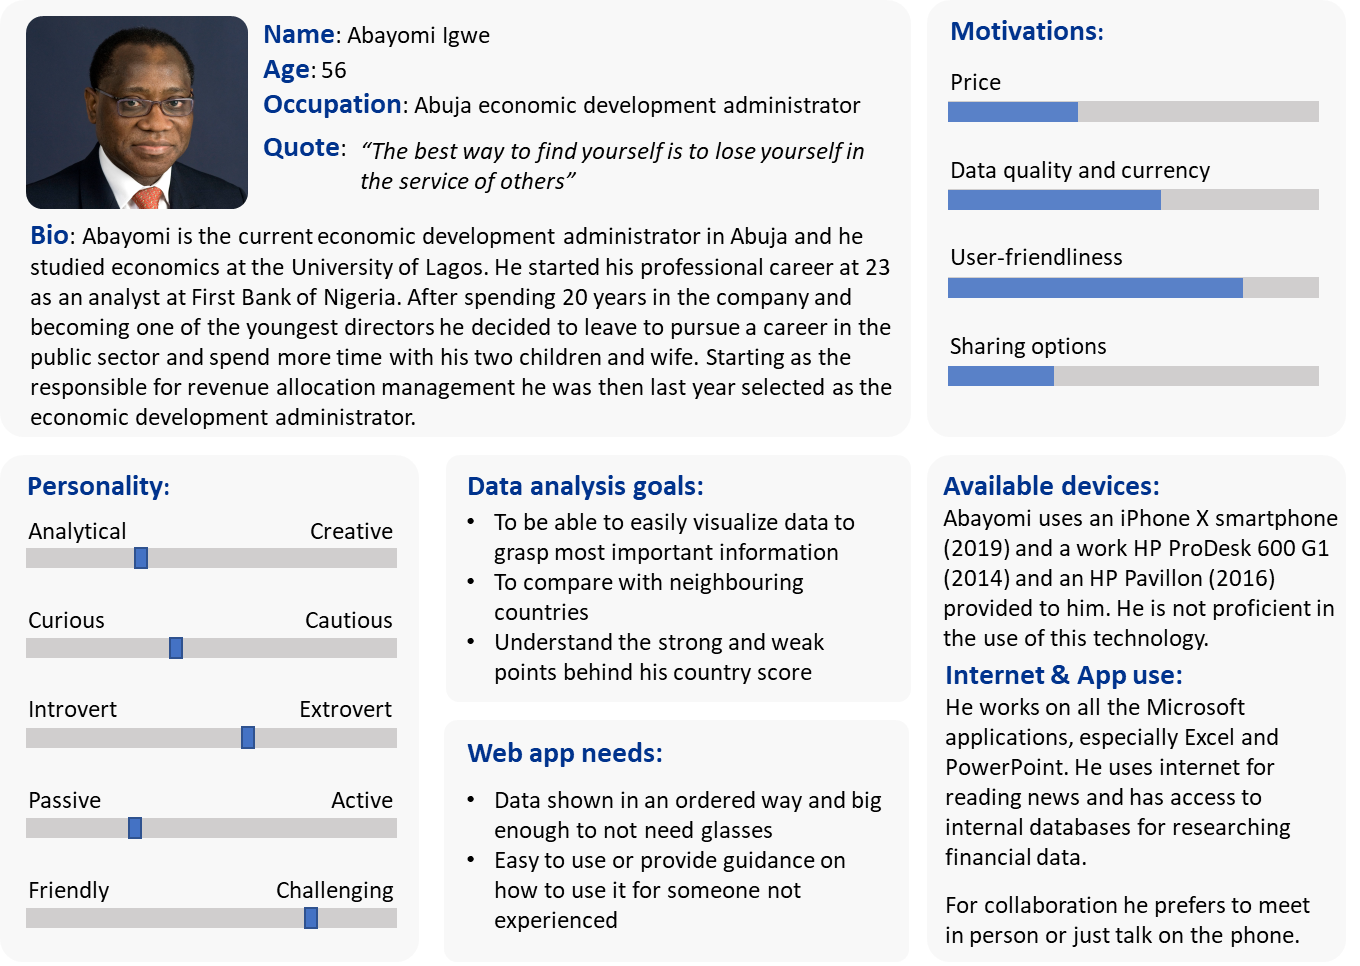 Name: Abayomi Igwe
Age: 56
Occupation: Abuja economic development administrator
Quote: “The best way to find yourself is to lose yourself in
the service of others”
Bio: Abayomi is the current economic development administrator in Abuja and he
studied economics at the University of Lagos. He started his professional career at 23
as an analyst at First Bank of Nigeria. After spending 20 years in the company and
becoming one of the youngest directors he decided to leave to pursue a career in the
public sector and spend more time with his two children and wife. Starting as the
responsible for revenue allocation management he was then last year selected as the
economic development administrator.
Motivations:
Price
Data quality and currency
User-friendliness
Sharing options
Personality:
Analytical Creative
Curious Cautious
Introvert Extrovert
Passive Active
Friendly Challenging
Data analysis goals:
• To be able to easily visualize data to
grasp most important information
• To compare with neighbouring
countries
• Understand the strong and weak
points behind his country score
Web app needs:
• Data shown in an ordered way and big
enough to not need glasses
• Easy to use or provide guidance on
how to use it for someone not
experienced
Available devices:
Abayomi uses an iPhone X smartphone
(2019) and a work HP ProDesk 600 G1
(2014) and an HP Pavillon (2016)
provided to him. He is not proficient in
the use of this technology.
Internet & App use:
He works on all the Microsoft
applications, especially Excel and
PowerPoint. He uses internet for
reading news and has access to
internal databases for researching
financial data.
For collaboration he prefers to meet
in person or just talk on the phone.